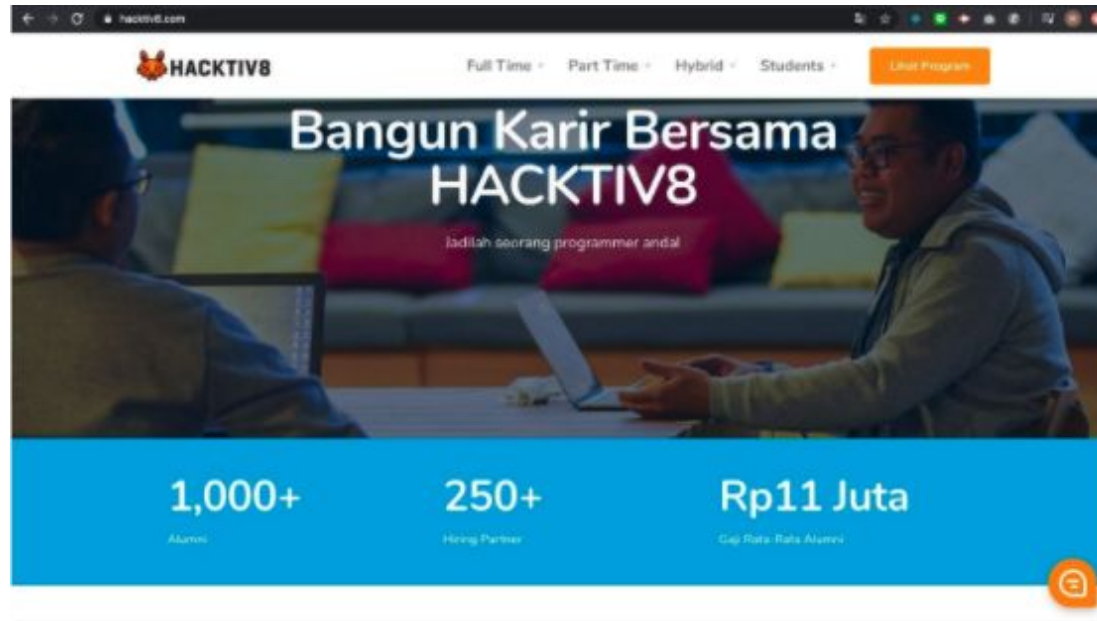 hacktiv8.com
HACKTIV8
Full Time
Part Time
Hybrid
Students
Lihat Program
Bangun Karir Bersama
HACKTIV8
Jadilah seorang programmer andal
1,000+
250+
Rp11 Juta
Alumni
Hiring Partner
Gaji Rata-Rata Alumni